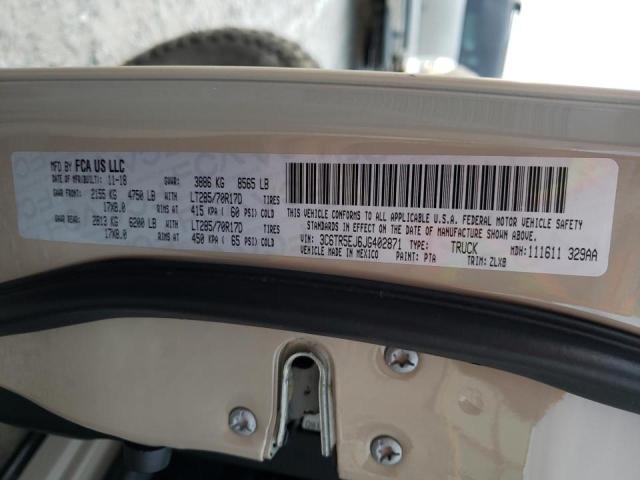 MFD BY FCA US LLC
DATE OF MFR(BUILT): 11-18 GVWR: 3886 KG 8565 LB
GAWR FRONT: 2155 KG 4750 LB WITH LT285/70R17D TIRES
17X8.0 RIMS AT 415 KPA ( 60 PSI) COLD
GAWR REAR: 2813 KG 6200 LB WITH LT285/70R17D TIRES
17X8.0 RIMS AT 450 KPA ( 65 PSI) COLD
THIS VEHICLE CONFORMS TO ALL APPLICABLE U.S.A. FEDERAL MOTOR VEHICLE SAFETY
STANDARDS IN EFFECT ON THE DATE OF MANUFACTURE SHOWN ABOVE.
VIN: 3C6TR5EJ6JG402871 TYPE: TRUCK MDH: 111611 329AA
VEHICLE MADE IN MEXICO PAINT: PTA TRIM: ZLX8